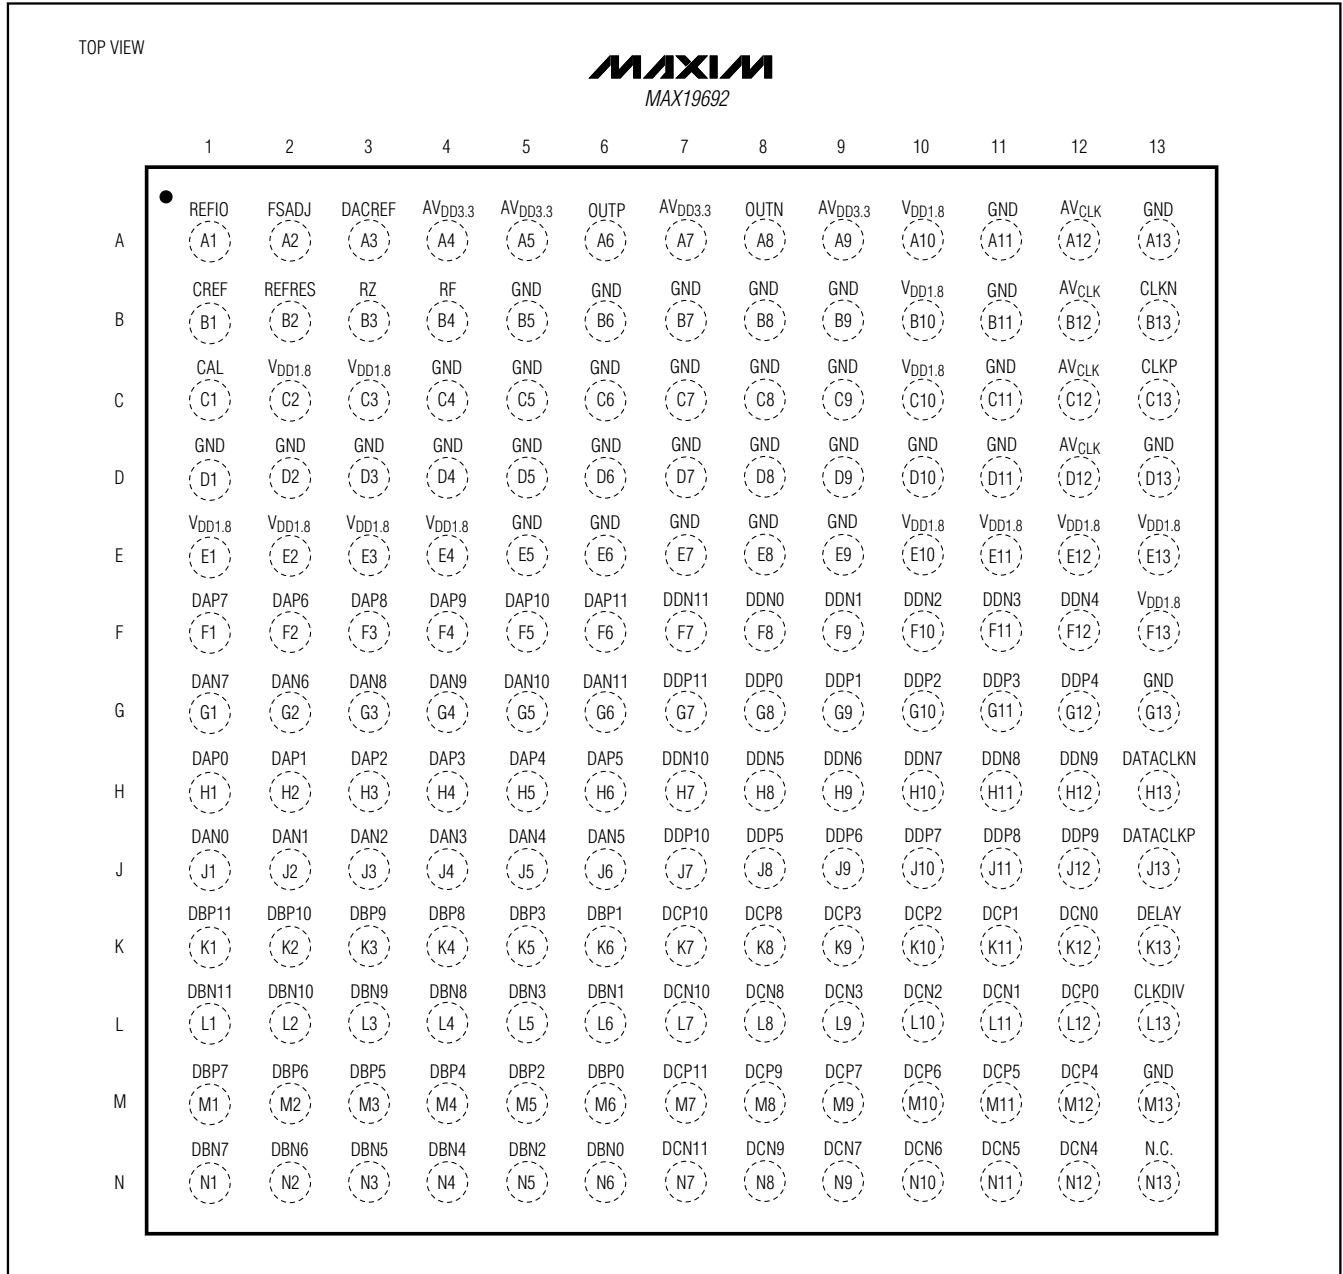 TOP VIEW
MAXIM
MAX19692
1 2 3 4 5 6 7 8 9 10 11 12 13
REFIO FSADJ DACREF AVDD3.3 AVDD3.3 OUTP AVDD3.3 OUTN AVDD3.3 VDD1.8 GND AVCLK GND
A A1 A2 A3 A4 A5 A6 A7 A8 A9 A10 A11 A12 A13
CREF REFRES RZ RF GND GND GND GND GND VDD1.8 GND AVCLK CLKN
B B1 B2 B3 B4 B5 B6 B7 B8 B9 B10 B11 B12 B13
CAL VDD1.8 VDD1.8 GND GND GND GND GND GND VDD1.8 GND AVCLK CLKP
C C1 C2 C3 C4 C5 C6 C7 C8 C9 C10 C11 C12 C13
GND GND GND GND GND GND GND GND GND GND GND AVCLK GND
D D1 D2 D3 D4 D5 D6 D7 D8 D9 D10 D11 D12 D13
VDD1.8 VDD1.8 VDD1.8 VDD1.8 GND GND GND GND GND VDD1.8 VDD1.8 VDD1.8 VDD1.8
E E1 E2 E3 E4 E5 E6 E7 E8 E9 E10 E11 E12 E13
DAP7 DAP6 DAP8 DAP9 DAP10 DAP11 DDN11 DDN0 DDN1 DDN2 DDN3 DDN4 VDD1.8
F F1 F2 F3 F4 F5 F6 F7 F8 F9 F10 F11 F12 F13
DAN7 DAN6 DAN8 DAN9 DAN10 DAN11 DDP11 DDP0 DDP1 DDP2 DDP3 DDP4 GND
G G1 G2 G3 G4 G5 G6 G7 G8 G9 G10 G11 G12 G13
DAP0 DAP1 DAP2 DAP3 DAP4 DAP5 DDN10 DDN5 DDN6 DDN7 DDN8 DDN9 DATACLKN
H H1 H2 H3 H4 H5 H6 H7 H8 H9 H10 H11 H12 H13
DAN0 DAN1 DAN2 DAN3 DAN4 DAN5 DDP10 DDP5 DDP6 DDP7 DDP8 DDP9 DATACLKP
J J1 J2 J3 J4 J5 J6 J7 J8 J9 J10 J11 J12 J13
DBP11 DBP10 DBP9 DBP8 DBP3 DBP1 DCP10 DCP8 DCP3 DCP2 DCP1 DCN0 DELAY
K K1 K2 K3 K4 K5 K6 K7 K8 K9 K10 K11 K12 K13
DBN11 DBN10 DBN9 DBN8 DBN3 DBN1 DCN10 DCN8 DCN3 DCN2 DCN1 DCP0 CLKDIV
L L1 L2 L3 L4 L5 L6 L7 L8 L9 L10 L11 L12 L13
DBP7 DBP6 DBP5 DBP4 DBP2 DBP0 DCP11 DCP9 DCP7 DCP6 DCP5 DCP4 GND
M M1 M2 M3 M4 M5 M6 M7 M8 M9 M10 M11 M12 M13
DBN7 DBN6 DBN5 DBN4 DBN2 DBN0 DCN11 DCN9 DCN7 DCN6 DCN5 DCN4 N.C.
N N1 N2 N3 N4 N5 N6 N7 N8 N9 N10 N11 N12 N13